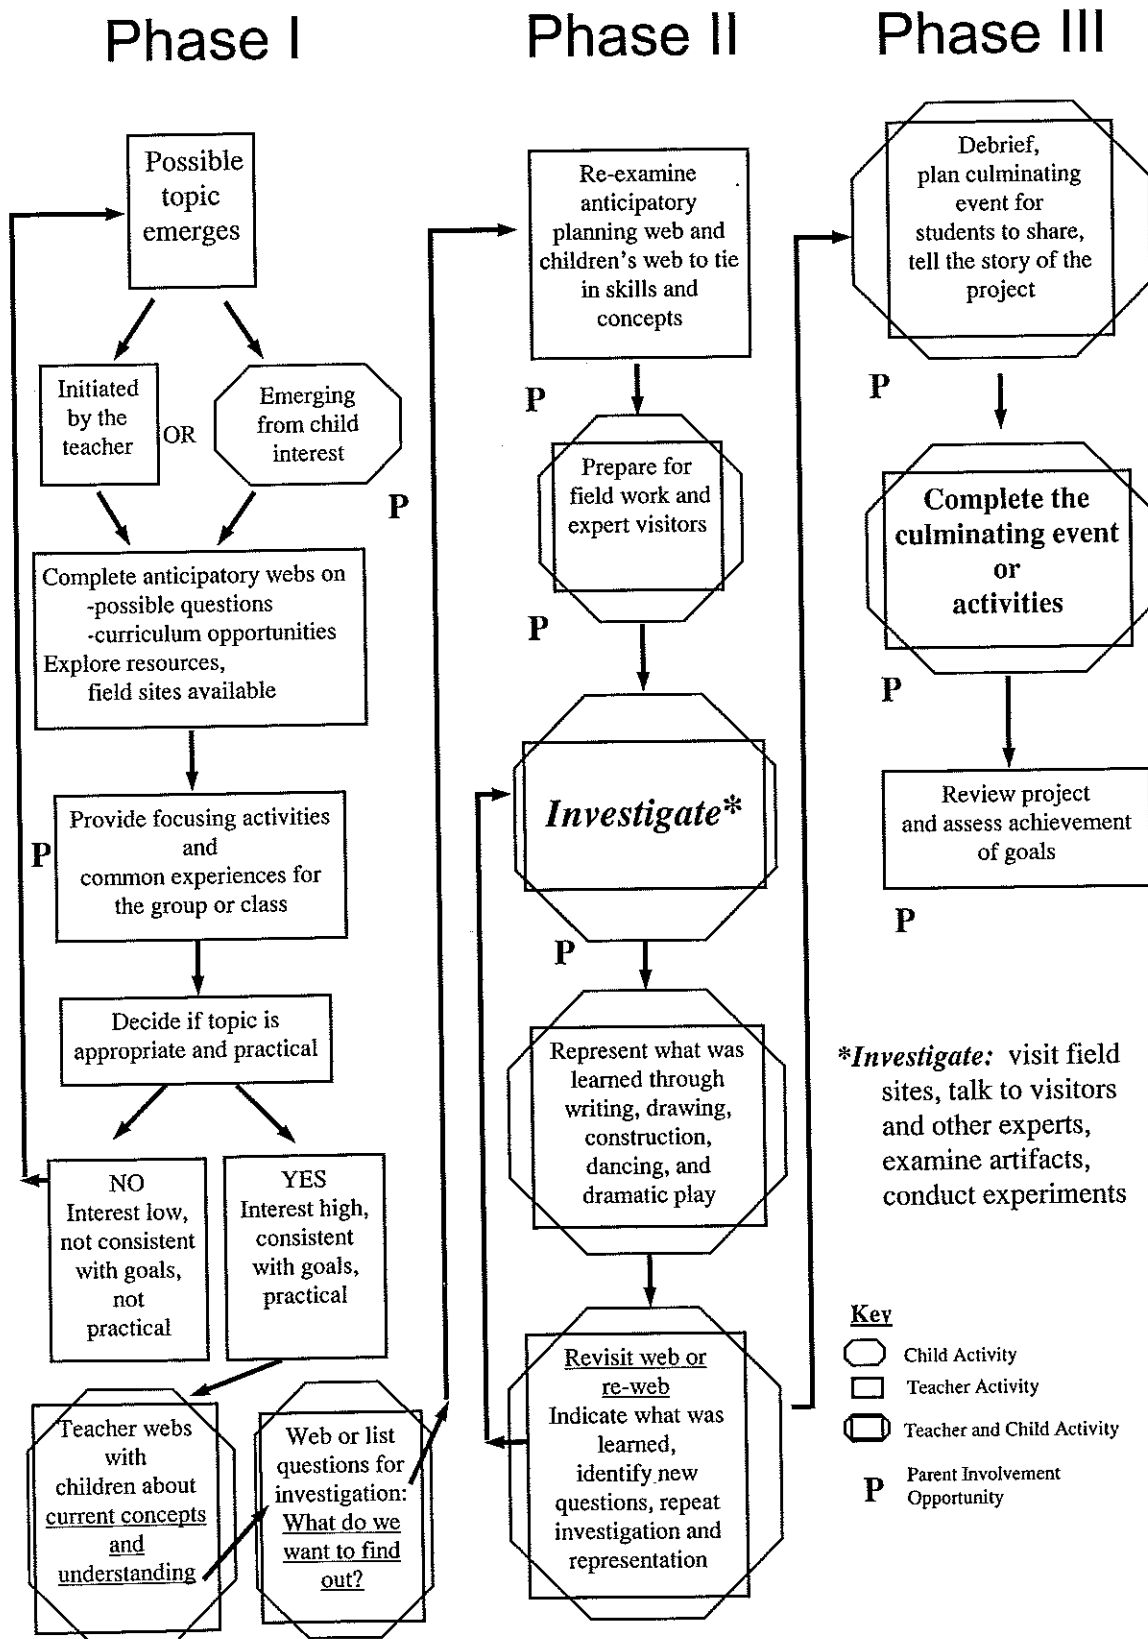 Phase I
Possible
topic
emerges
Initiated
by the
teacher
OR
Emerging
from child
interest
P
Complete anticipatory webs on
-possible questions
-curriculum opportunities
Explore resources,
field sites available
P
Provide focusing activities
and
common experiences for
the group or class
Decide if topic is
appropriate and practical
NO
Interest low,
not consistent
with goals,
not
practical
YES
Interest high,
consistent
with goals,
practical
Teacher webs
with
children about
current concepts
and
understanding
Web or list
questions for
investigation:
What do we
want to find
out?
Phase II
Re-examine
anticipatory
planning web and
children's web to tie
in skills and
concepts
P
Prepare for
field work and
expert visitors
P
Investigate*
P
Represent what was
learned through
writing, drawing,
construction,
dancing, and
dramatic play
Revisit web or
re-web
Indicate what was
learned,
identify new
questions, repeat
investigation and
representation
Phase III
Debrief,
plan culminating
event for
students to share,
tell the story of the
project
P
Complete the
culminating event
or
activities
P
Review project
and assess achievement
of goals
P
*Investigate: visit field
sites, talk to visitors
and other experts,
examine artifacts,
conduct experiments
Key
Child Activity
Teacher Activity
Teacher and Child Activity
P Parent Involvement
Opportunity